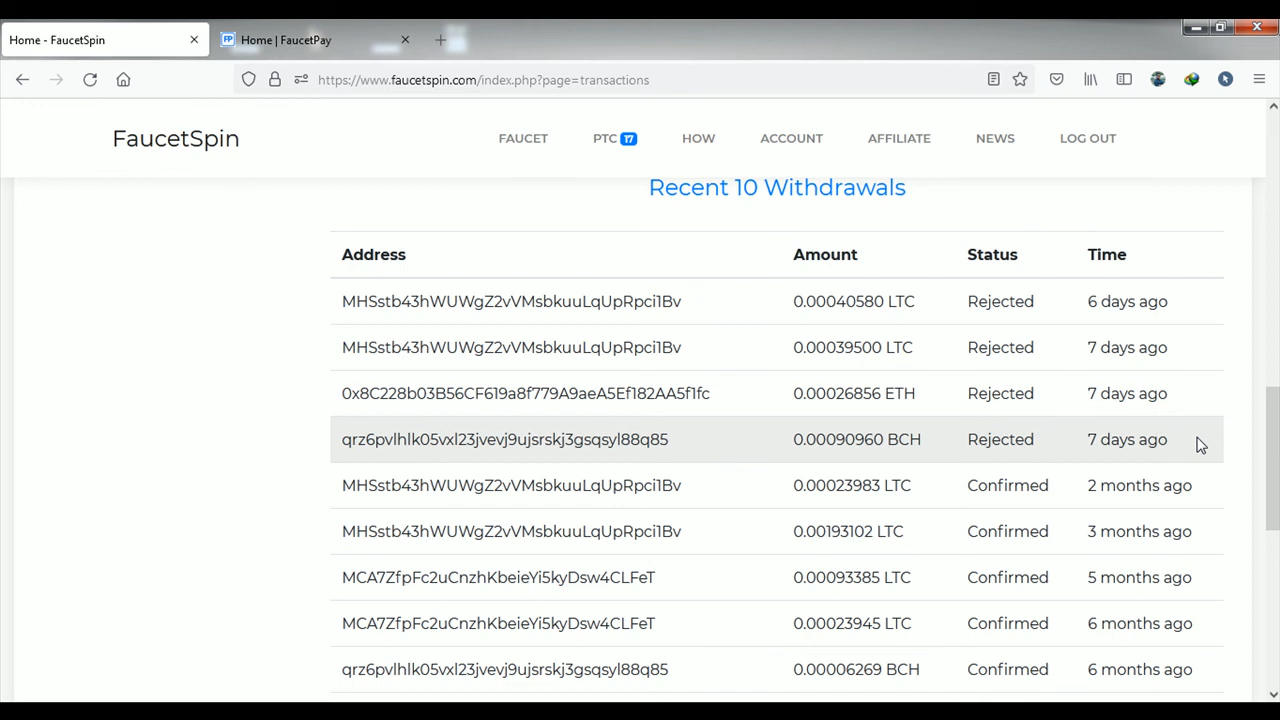 Home - FaucetSpin
FP Home | FaucetPay
https://www.faucetspin.com/index.php?page=transactions
FaucetSpin FAUCET PTC 17 HOW ACCOUNT AFFILIATE NEWS LOG OUT
Recent 10 Withdrawals
Address Amount Status Time
MHSstb43hWUWgZ2vVMsbkuuLqUpRpci1Bv 0.00040580 LTC Rejected 6 days ago
MHSstb43hWUWgZ2vVMsbkuuLqUpRpci1Bv 0.00039500 LTC Rejected 7 days ago
0x8C228b03B56CF619a8f779A9aeA5Ef182AA5f1fc 0.00026856 ETH Rejected 7 days ago
qrz6pvlhlk05vxl23jvevj9ujsrskj3gsqsyl88q85 0.00090960 BCH Rejected 7 days ago
MHSstb43hWUWgZ2vVMsbkuuLqUpRpci1Bv 0.00023983 LTC Confirmed 2 months ago
MHSstb43hWUWgZ2vVMsbkuuLqUpRpci1Bv 0.00193102 LTC Confirmed 3 months ago
MCA7ZfpFc2uCnzhKbeieYi5kyDsw4CLFeT 0.00093385 LTC Confirmed 5 months ago
MCA7ZfpFc2uCnzhKbeieYi5kyDsw4CLFeT 0.00023945 LTC Confirmed 6 months ago
qrz6pvlhlk05vxl23jvevj9ujsrskj3gsqsyl88q85 0.00006269 BCH Confirmed 6 months ago